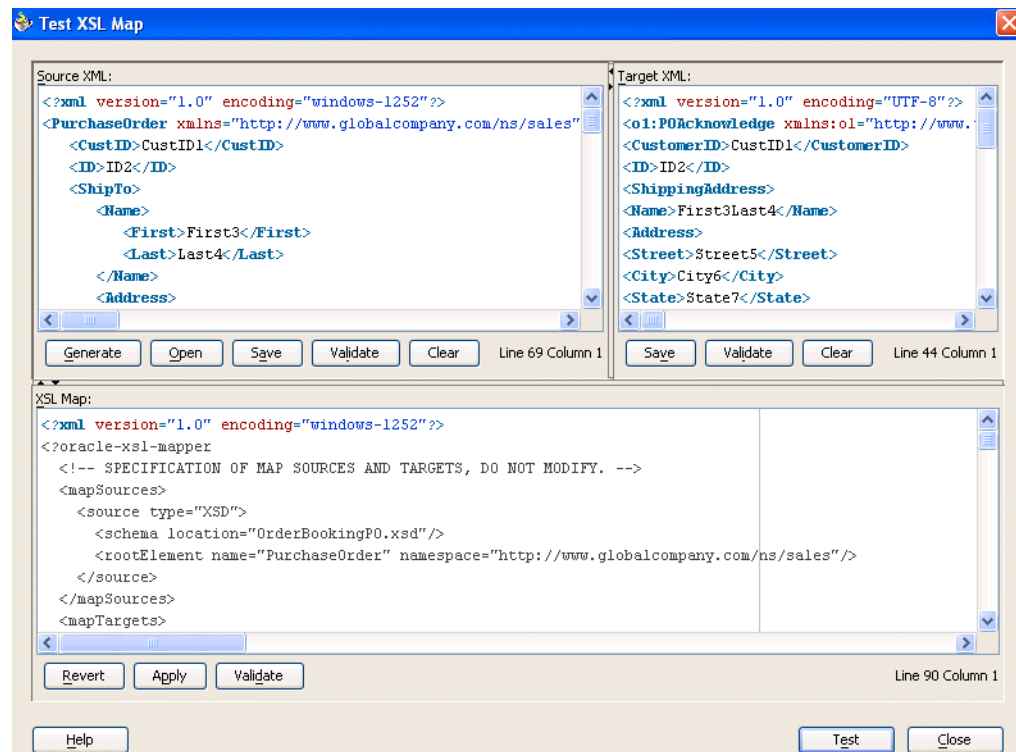 Test XSL Map
Source XML:
<?xml version="1.0" encoding="windows-1252"?>
<PurchaseOrder xmlns="http://www.globalcompany.com/ns/sales"
<CustID>CustID1</CustID>
<ID>ID2</ID>
<ShipTo>
<Name>
<First>First3</First>
<Last>Last4</Last>
</Name>
<Address>
Generate Open Save Validate Clear Line 69 Column 1
Target XML:
<?xml version="1.0" encoding="UTF-8"?>
<o1:POAcknowledge xmlns:o1="http://www.
<CustomerID>CustID1</CustomerID>
<ID>ID2</ID>
<ShippingAddress>
<Name>First3Last4</Name>
<Address>
<Street>Street5</Street>
<City>City6</City>
<State>State7</State>
Save Validate Clear Line 44 Column 1
XSL Map:
<?xml version="1.0" encoding="windows-1252"?>
<?oracle-xsl-mapper
<!-- SPECIFICATION OF MAP SOURCES AND TARGETS, DO NOT MODIFY. -->
<mapSources>
<source type="XSD">
<schema location="OrderBookingPO.xsd"/>
<rootElement name="PurchaseOrder" namespace="http://www.globalcompany.com/ns/sales"/>
</source>
</mapSources>
<mapTargets>
Revert Apply Validate Line 90 Column 1
Help Test Close